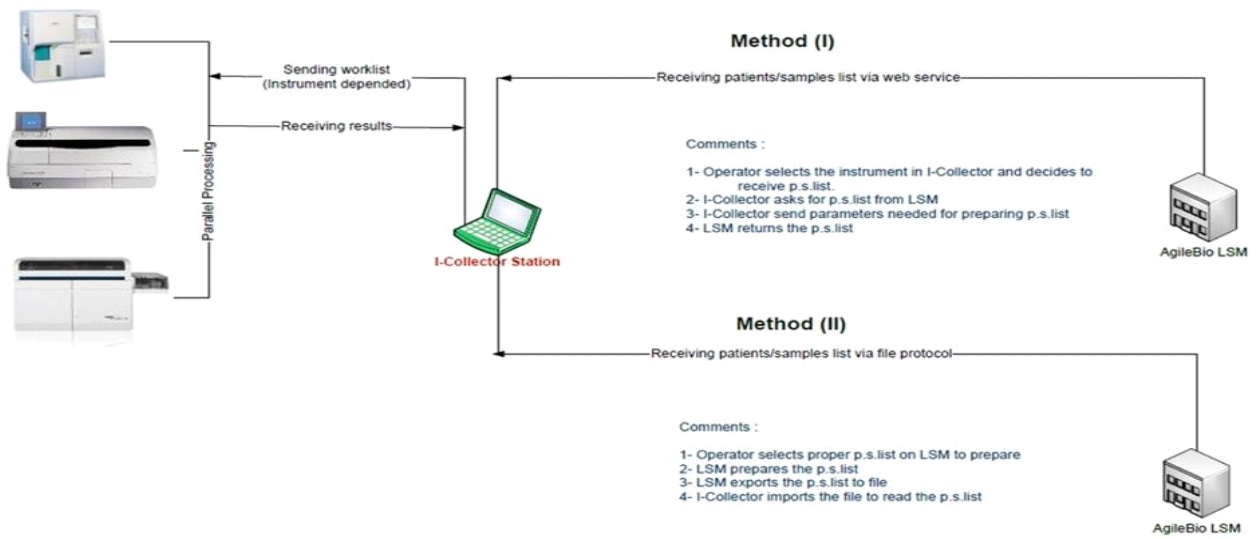 Method (I)
Sending worklist
(Instrument depended)
Receiving patients/samples list via web service
Receiving results
Parallel Processing
Comments :
1- Operator selects the instrument in I-Collector and decides to
receive p.s.list.
2- I-Collector asks for p.s.list from LSM
3- I-Collector send parameters needed for preparing p.s.list
4- LSM returns the p.s.list
AgileBio LSM
I-Collector Station
Method (II)
Receiving patients/samples list via file protocol
Comments :
1- Operator selects proper p.s.list on LSM to prepare
2- LSM prepares the p.s.list
3- LSM exports the p.s.list to file
4- I-Collector imports the file to read the p.s.list
AgileBio LSM